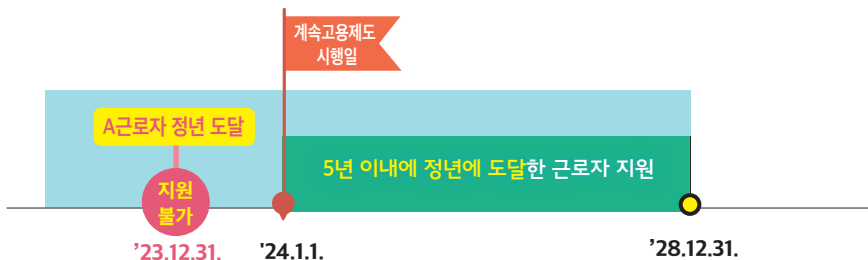 계속고용제도
시행일
A근로자 정년 도달
5년 이내에 정년에 도달한 근로자 지원
지원
불가
’23.12.31.
'24.1.1.
’28.12.31.